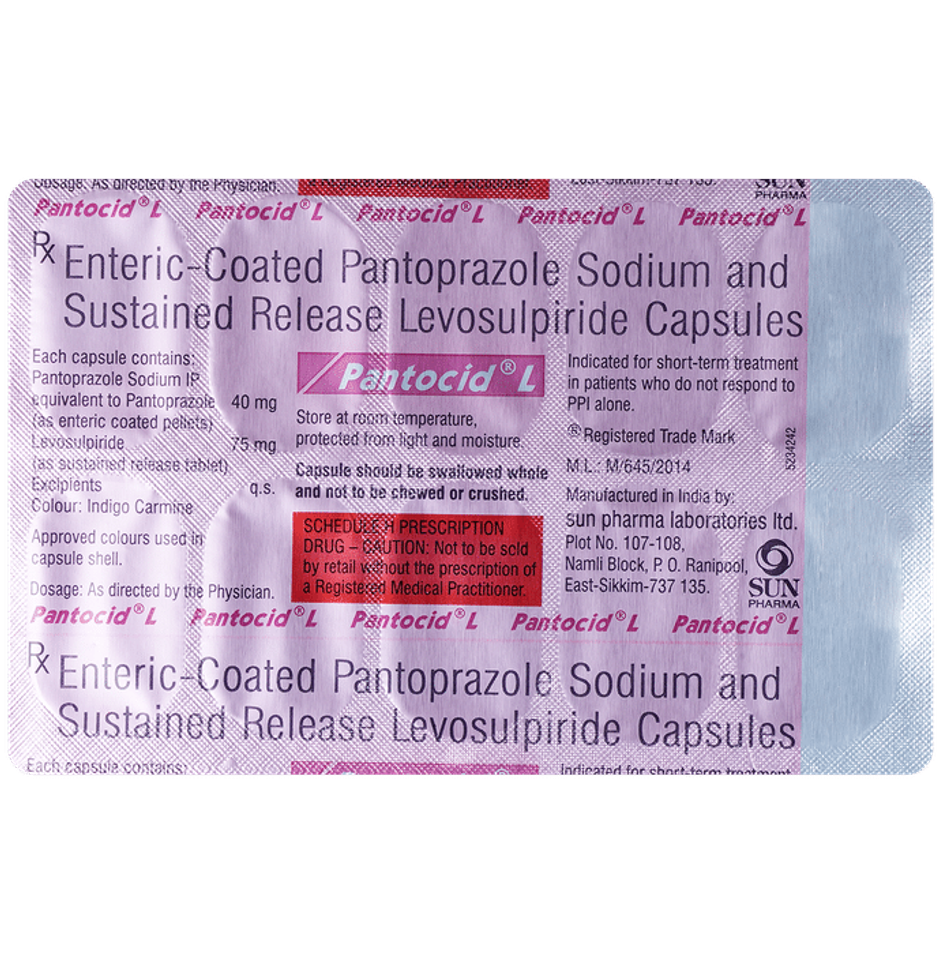 Dosage: As directed by the Physician.
East-Sikkim-737 135.
SUN
PHARMA
Pantocid® L Pantocid® L Pantocid® L Pantocid® L Pantocid® L
Rx Enteric-Coated Pantoprazole Sodium and
Sustained Release Levosulpiride Capsules
Each capsule contains:
Pantoprazole Sodium IP
equivalent to Pantoprazole 40 mg
(as enteric coated pellets)
Levosulpiride 75 mg
(as sustained release tablet)
Excipients q.s.
Colour: Indigo Carmine
Approved colours used in
capsule shell.
Dosage: As directed by the Physician.
Pantocid® L
Store at room temperature,
protected from light and moisture.
Capsule should be swallowed whole
and not to be chewed or crushed.
SCHEDULE H PRESCRIPTION
DRUG – CAUTION: Not to be sold
by retail without the prescription of
a Registered Medical Practitioner.
Indicated for short-term treatment
in patients who do not respond to
PPI alone.
® Registered Trade Mark
M.L.: M/645/2014
Manufactured in India by:
sun pharma laboratories ltd.
Plot No. 107-108,
Namli Block, P. O. Ranipool,
East-Sikkim-737 135.
SUN
PHARMA
5234242
Pantocid® L Pantocid® L Pantocid® L Pantocid® L Pantocid® L
Rx Enteric-Coated Pantoprazole Sodium and
Sustained Release Levosulpiride Capsules
Each capsule contains:
Indicated for short-term treatment